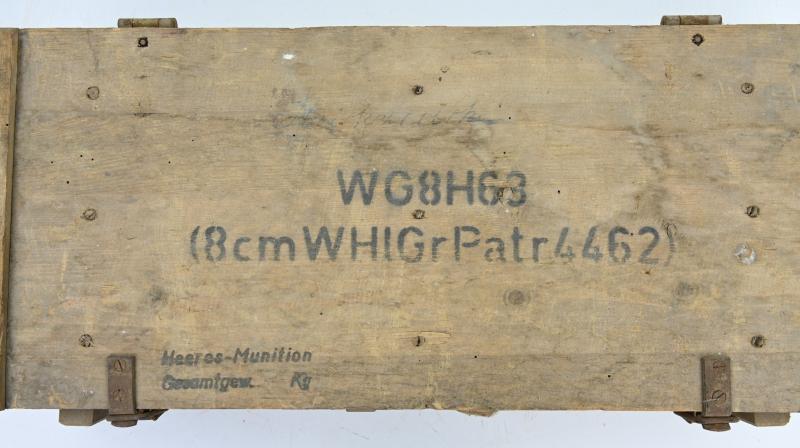 WG8H63
(8cmWHlGrPatr4462)
Heeres-Munition
Gesamtgew. Kg